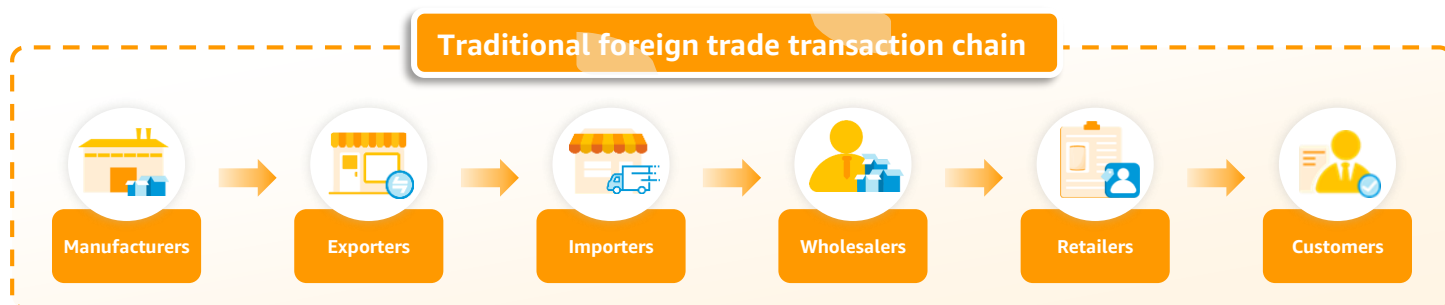 Traditional foreign trade transaction chain
Manufacturers
Exporters
Importers
Wholesalers
Retailers
Customers